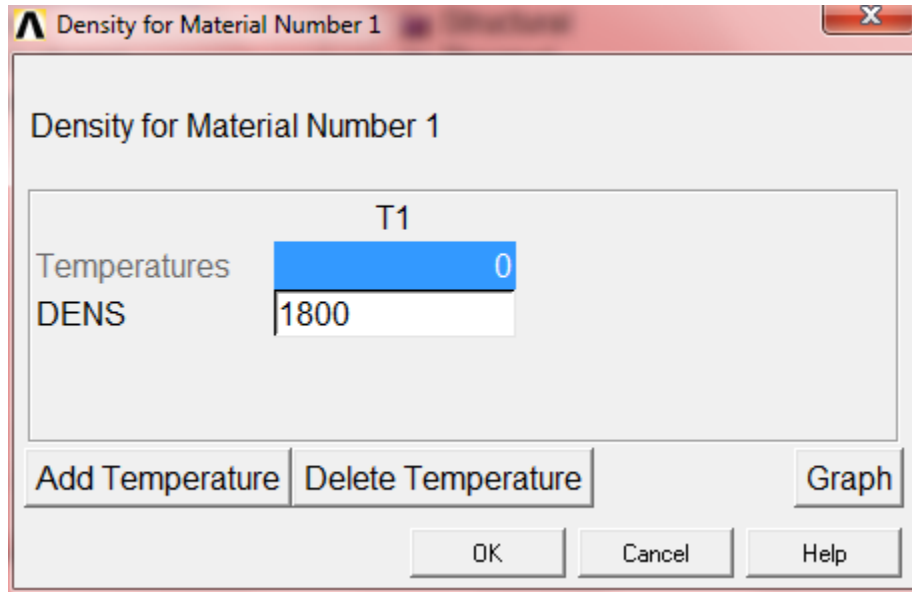 Density for Material Number 1
Density for Material Number 1
T1
Temperatures 0
DENS 1800
Add Temperature Delete Temperature Graph
OK Cancel Help